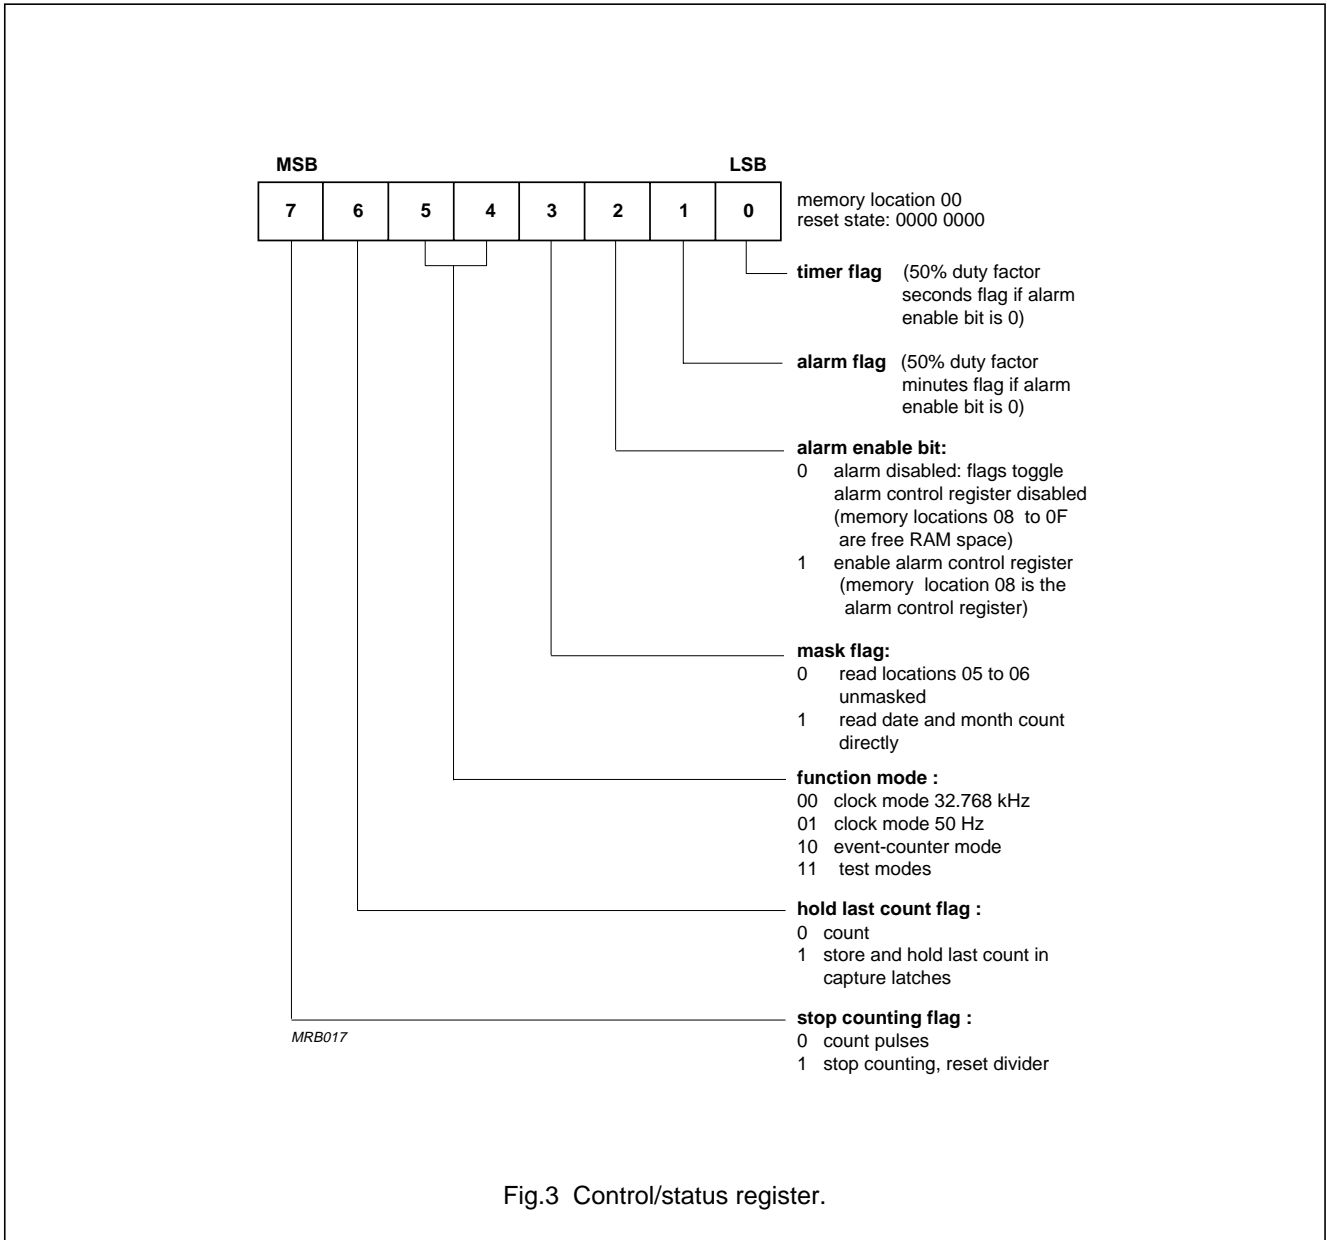 MSB LSB
7 6 5 4 3 2 1 0
memory location 00
reset state: 0000 0000
timer flag (50% duty factor
seconds flag if alarm
enable bit is 0)
alarm flag (50% duty factor
minutes flag if alarm
enable bit is 0)
alarm enable bit:
0 alarm disabled: flags toggle
alarm control register disabled
(memory locations 08 to 0F
are free RAM space)
1 enable alarm control register
(memory location 08 is the
alarm control register)
mask flag:
0 read locations 05 to 06
unmasked
1 read date and month count
directly
function mode :
00 clock mode 32.768 kHz
01 clock mode 50 Hz
10 event-counter mode
11 test modes
hold last count flag :
0 count
1 store and hold last count in
capture latches
stop counting flag :
0 count pulses
1 stop counting, reset divider
MRB017
Fig.3 Control/status register.